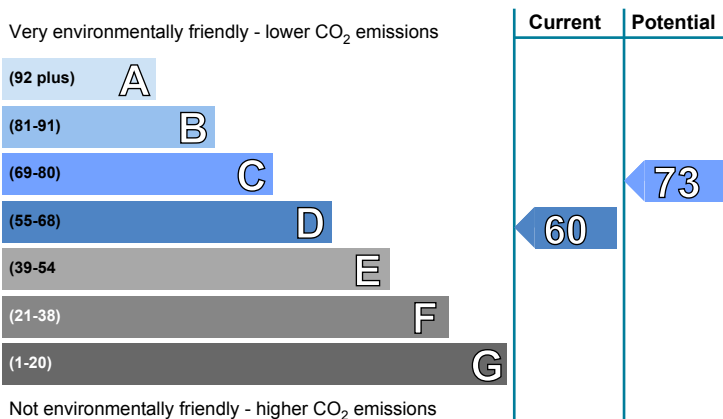 Very environmentally friendly - lower CO2 emissions
Current
Potential
(92 plus) A
(81-91) B
(69-80) C
73
(55-68) D
60
(39-54 E
(21-38) F
(1-20) G
Not environmentally friendly - higher CO2 emissions